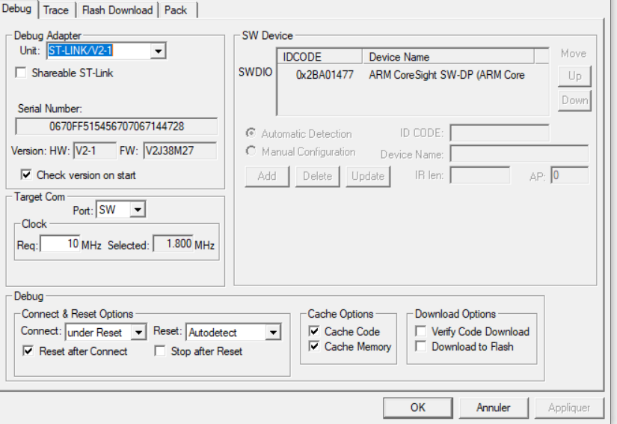 Debug Trace Flash Download Pack
Debug Adapter
Unit: ST-LINK/V2-1
Shareable ST-Link
Serial Number:
0670FF515456707067144728
Version: HW: V2-1 FW: V2J38M27
Check version on start
Target Com
Port: SW
Clock
Req: 10 MHz Selected: 1.800 MHz
SW Device
IDCODE Device Name Move
SWDIO 0x2BA01477 ARM CoreSight SW-DP (ARM Core Up
Down
Automatic Detection ID CODE:
Manual Configuration Device Name:
Add Delete Update IR len: AP: 0
Debug
Connect & Reset Options
Connect: under Reset Reset: Autodetect
Reset after Connect Stop after Reset
Cache Options
Cache Code
Cache Memory
Download Options
Verify Code Download
Download to Flash
OK Annuler Appliquer